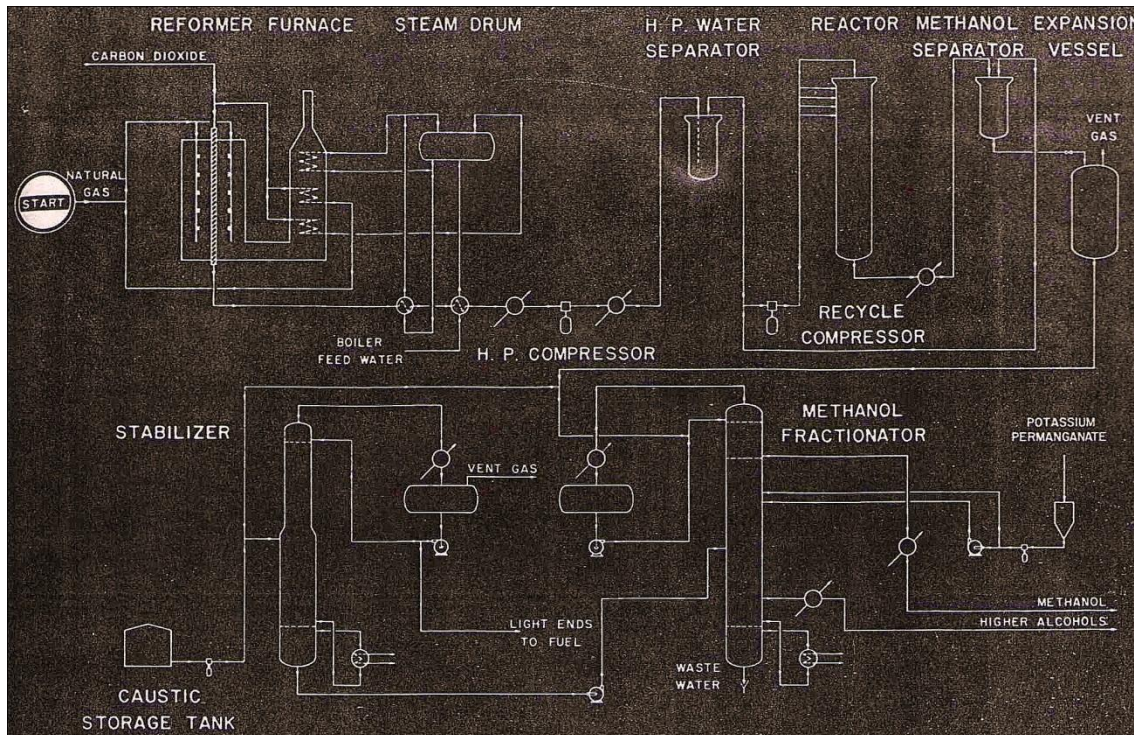 REFORMER FURNACE
STEAM DRUM
H. P. WATER
SEPARATOR
REACTOR
METHANOL
SEPARATOR
EXPANSION
VESSEL
CARBON DIOXIDE
VENT
GAS
NATURAL
GAS
START
BOILER
FEED WATER
H. P. COMPRESSOR
RECYCLE
COMPRESSOR
STABILIZER
METHANOL
FRACTIONATOR
POTASSIUM
PERMANGANATE
VENT GAS
LIGHT ENDS
TO FUEL
METHANOL
HIGHER ALCOHOLS
CAUSTIC
STORAGE TANK
WASTE
WATER